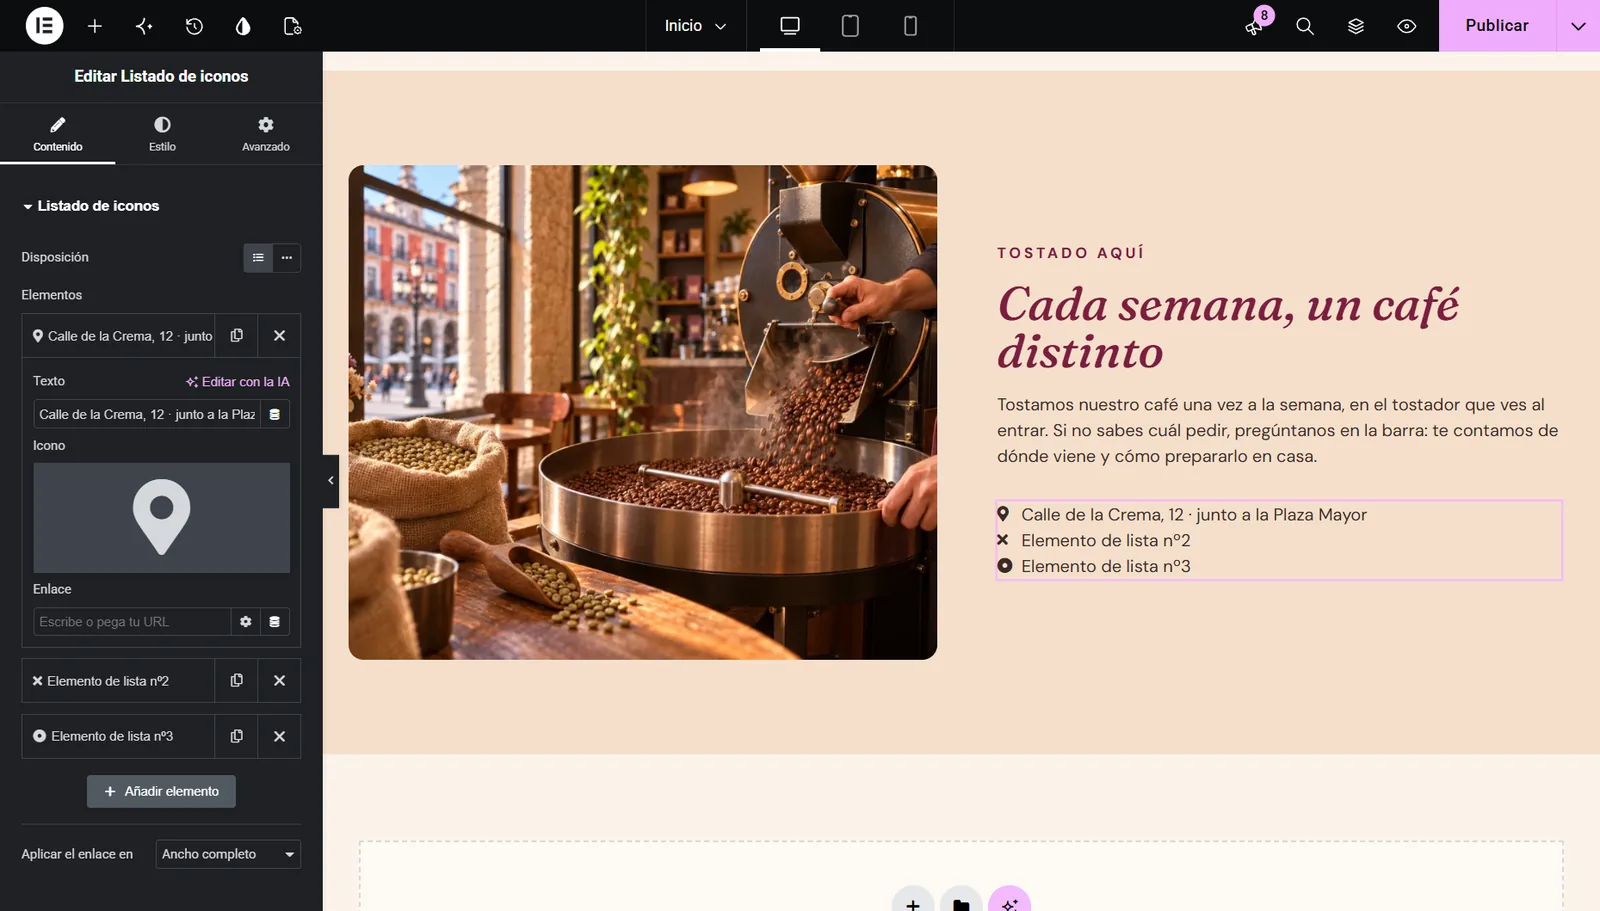 Inicio
8
Publicar
Editar Listado de iconos
Contenido
Estilo
Avanzado
Listado de iconos
Disposición
Elementos
Calle de la Crema, 12 · junto
Texto
Editar con la IA
Calle de la Crema, 12 · junto a la Plaz
Icono
Enlace
Escribe o pega tu URL
Elemento de lista nº2
Elemento de lista nº3
+ Añadir elemento
Aplicar el enlace en
Ancho completo
TOSTADO AQUÍ
Cada semana, un café
distinto
Tostamos nuestro café una vez a la semana, en el tostador que ves al
entrar. Si no sabes cuál pedir, pregúntanos en la barra: te contamos de
dónde viene y cómo prepararlo en casa.
Calle de la Crema, 12 · junto a la Plaza Mayor
Elemento de lista nº2
Elemento de lista nº3